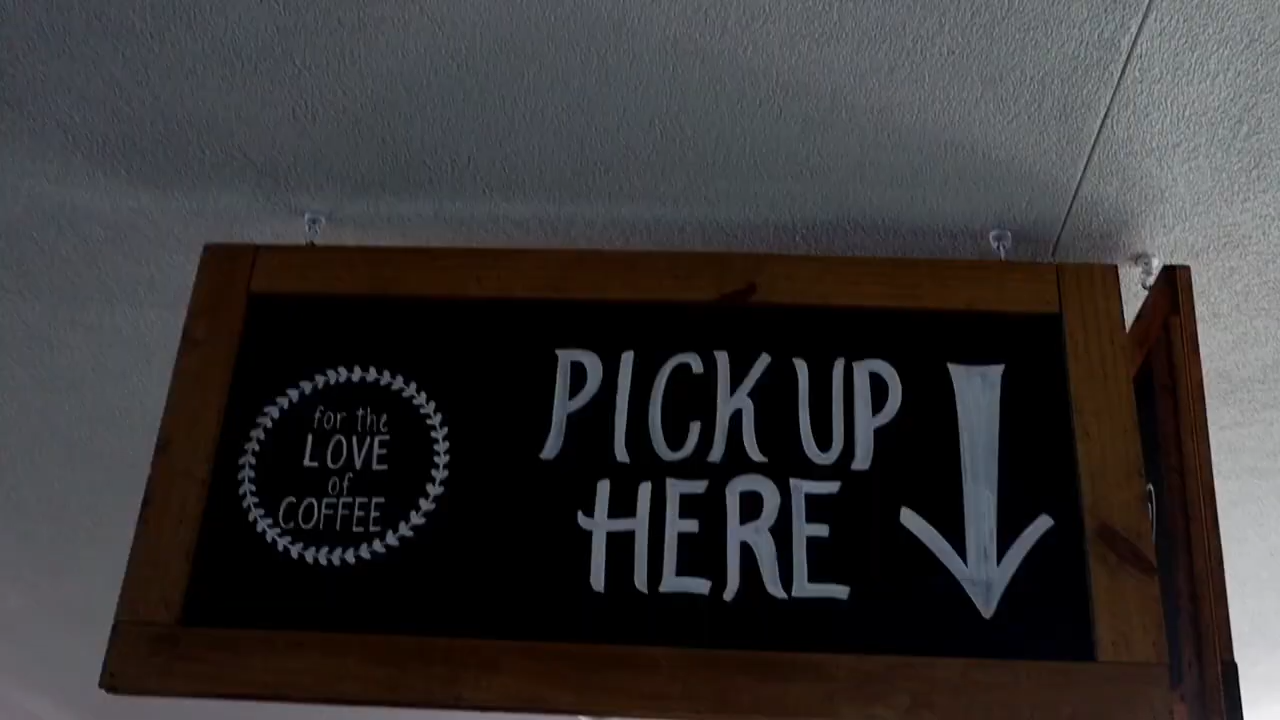 for the
LOVE
of
COFFEE
PICK UP
HERE